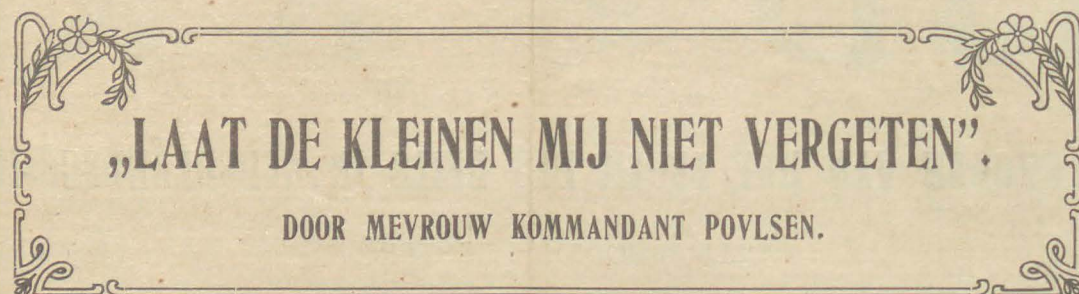 „LAAT DE KLEINEN MIJ NIET VERGETEN”.
DOOR MEVROUW KOMMANDANT POVLSEN.